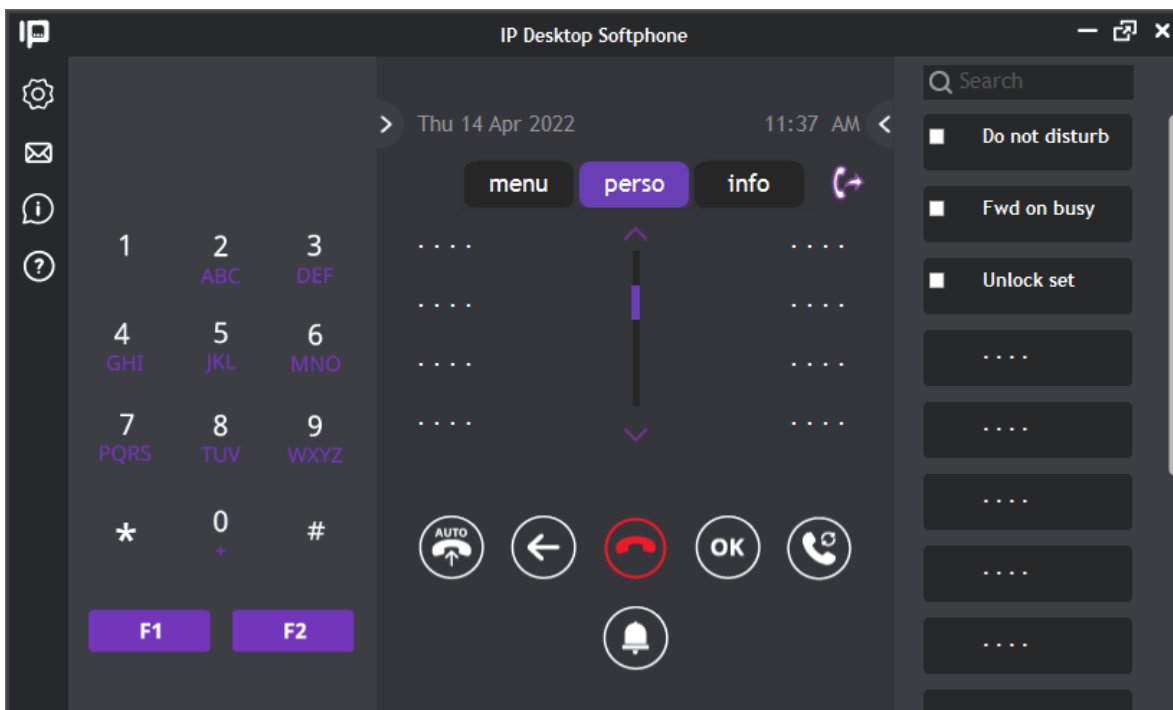 IP Desktop Softphone
Search
Thu 14 Apr 2022 11:37 AM
menu perso info
Do not disturb
Fwd on busy
Unlock set
1 2 3
ABC DEF
4 5 6
GHI JKL MNO
7 8 9
PQRS TUV WXYZ
* 0 #
+
F1 F2
. . . . . . . .
. . . . . . . .
. . . . . . . .
. . . . . . . .
AUTO OK
. . . .
. . . .
. . . .
. . . .
. . . .